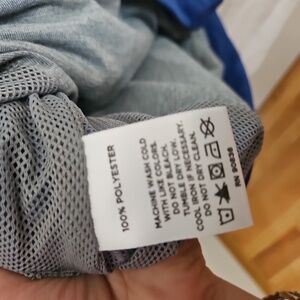 100% POLYESTER
MACHINE WASH COLD
WITH LIKE COLORS.
DO NOT BLEACH.
TUMBLE DRY LOW.
IRON IF NECESSARY.
DO NOT DRY CLEAN.
COOL